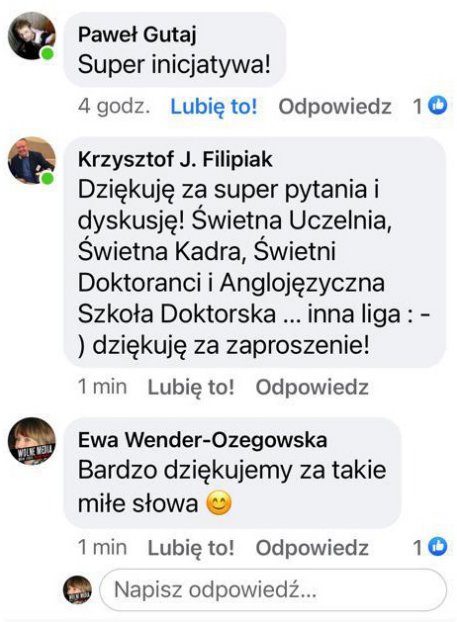 Paweł Gutaj
Super inicjatywa!
4 godz. Lubię to! Odpowiedz 1
Krzysztof J. Filipiak
Dziękuję za super pytania i
dyskusję! Świetna Uczelnia,
Świetna Kadra, Świetni
Doktoranci i Anglojęzyczna
Szkoła Doktorska ... inna liga : -
) dziękuję za zaproszenie!
1 min Lubię to! Odpowiedz
WOLNE MEDIA
Ewa Wender-Ozegowska
Bardzo dziękujemy za takie
miłe słowa 😊
1 min Lubię to! Odpowiedz 1
Napisz odpowiedź...